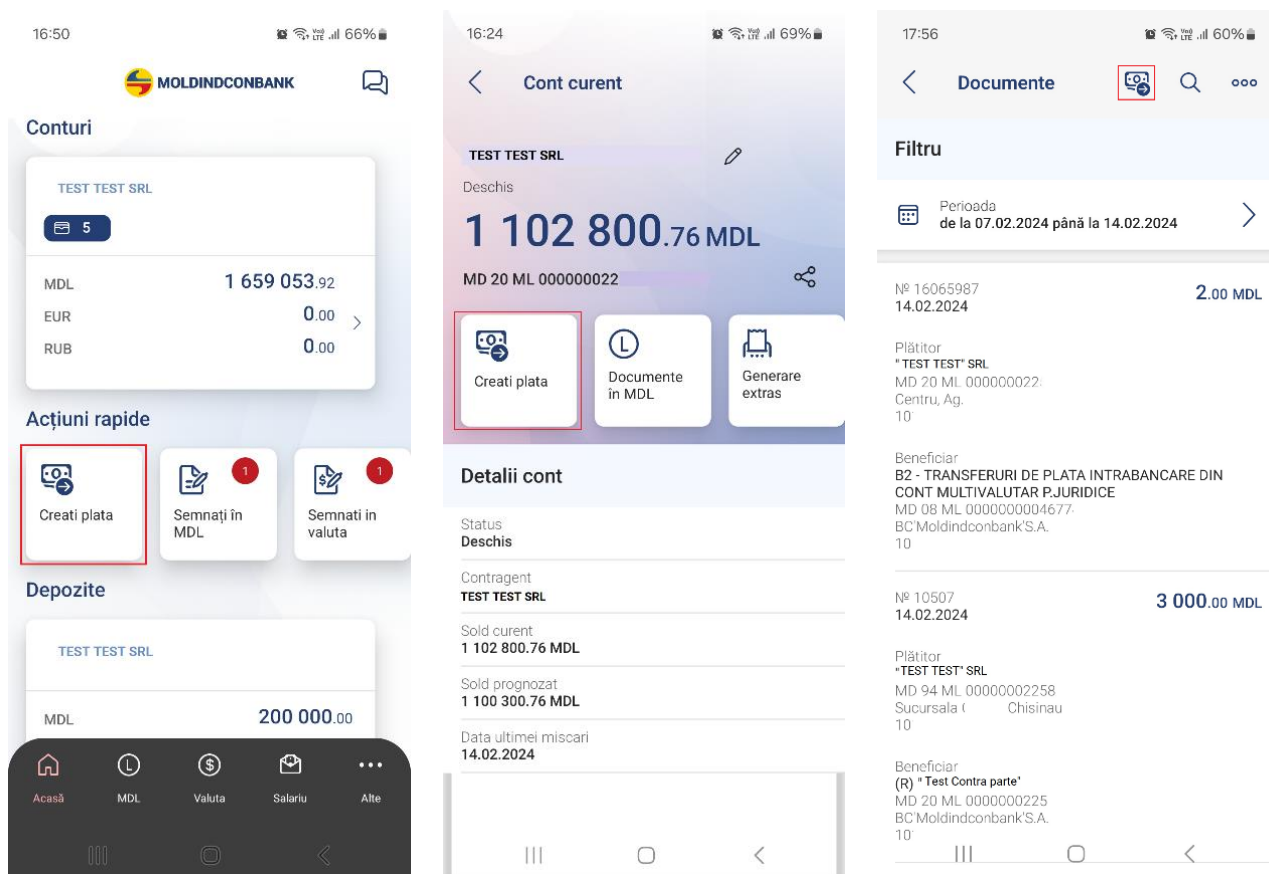 16:50
66%
MOLDINDCONBANK
Conturi
TEST TEST SRL
5
MDL 1 659 053.92
EUR 0.00
RUB 0.00
Acțiuni rapide
1
1
Creati plata
Semnați în
MDL
Semnati in
valuta
Depozite
TEST TEST SRL
MDL 200 000.00
Acasă MDL Valuta Salariu Alte
16:24
69%
Cont curent
TEST TEST SRL
Deschis
1 102 800.76 MDL
MD 20 ML 000000022
Creati plata
Documente
în MDL
Generare
extras
Detalii cont
Status
Deschis
Contragent
TEST TEST SRL
Sold curent
1 102 800.76 MDL
Sold prognozat
1 100 300.76 MDL
Data ultimei miscari
14.02.2024
17:56
60%
Documente
Filtru
Perioada
de la 07.02.2024 până la 14.02.2024
№ 16065987
14.02.2024
2.00 MDL
Plătitor
"TEST TEST" SRL
MD 20 ML 000000022
Centru, Ag.
10
Beneficiar
B2 - TRANSFERURI DE PLATA INTRABANCARE DIN
CONT MULTIVALUTAR P.JURIDICE
MD 08 ML 0000000004677
BC'Moldindconbank'S.A.
10
№ 10507
14.02.2024
3 000.00 MDL
Plătitor
"TEST TEST" SRL
MD 94 ML 00000002258
Sucursala Chisinau
10
Beneficiar
(R) "Test Contra parte"
MD 20 ML 0000000225
BC'Moldindconbank'S.A.
10